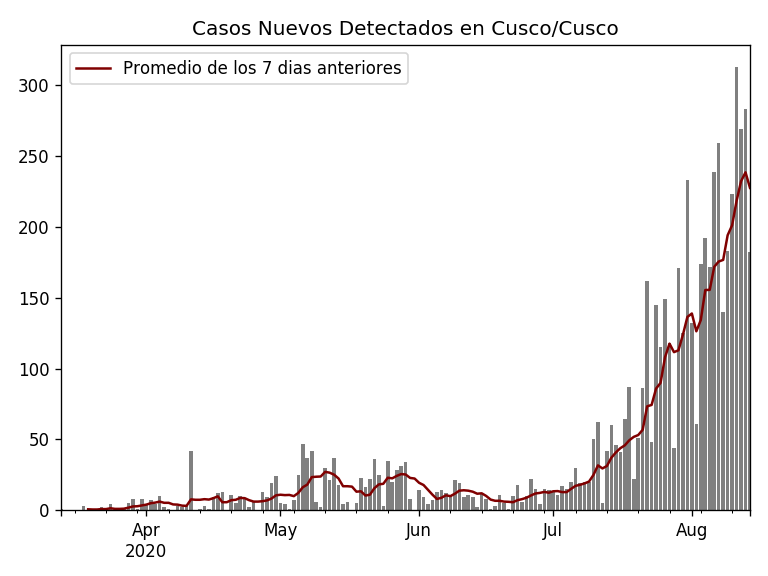 Casos Nuevos Detectados en Cusco/Cusco
Promedio de los 7 dias anteriores
300
250
200
150
100
50
0
Apr
2020
May
Jun
Jul
Aug